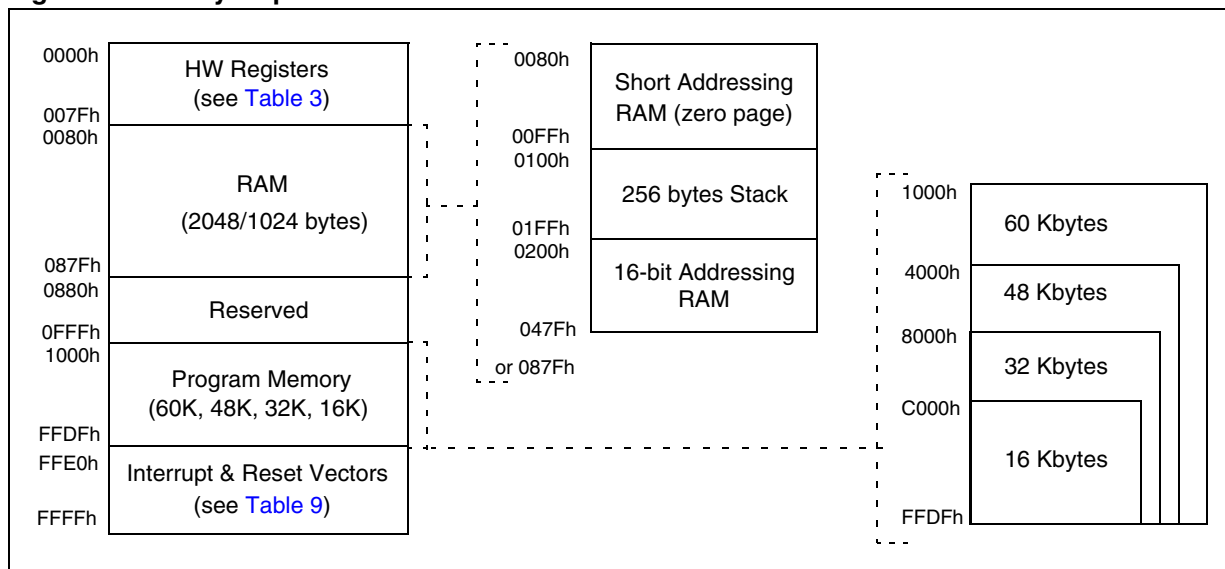 0000h
HW Registers
(see Table 3)
007Fh
0080h
RAM
(2048/1024 bytes)
087Fh
0880h
Reserved
0FFFh
1000h
Program Memory
(60K, 48K, 32K, 16K)
FFDFh
FFE0h
Interrupt & Reset Vectors
(see Table 9)
FFFFh
0080h
Short Addressing
RAM (zero page)
00FFh
0100h
256 bytes Stack
01FFh
0200h
16-bit Addressing
RAM
047Fh
or 087Fh
1000h
60 Kbytes
4000h
48 Kbytes
8000h
32 Kbytes
C000h
16 Kbytes
FFDFh